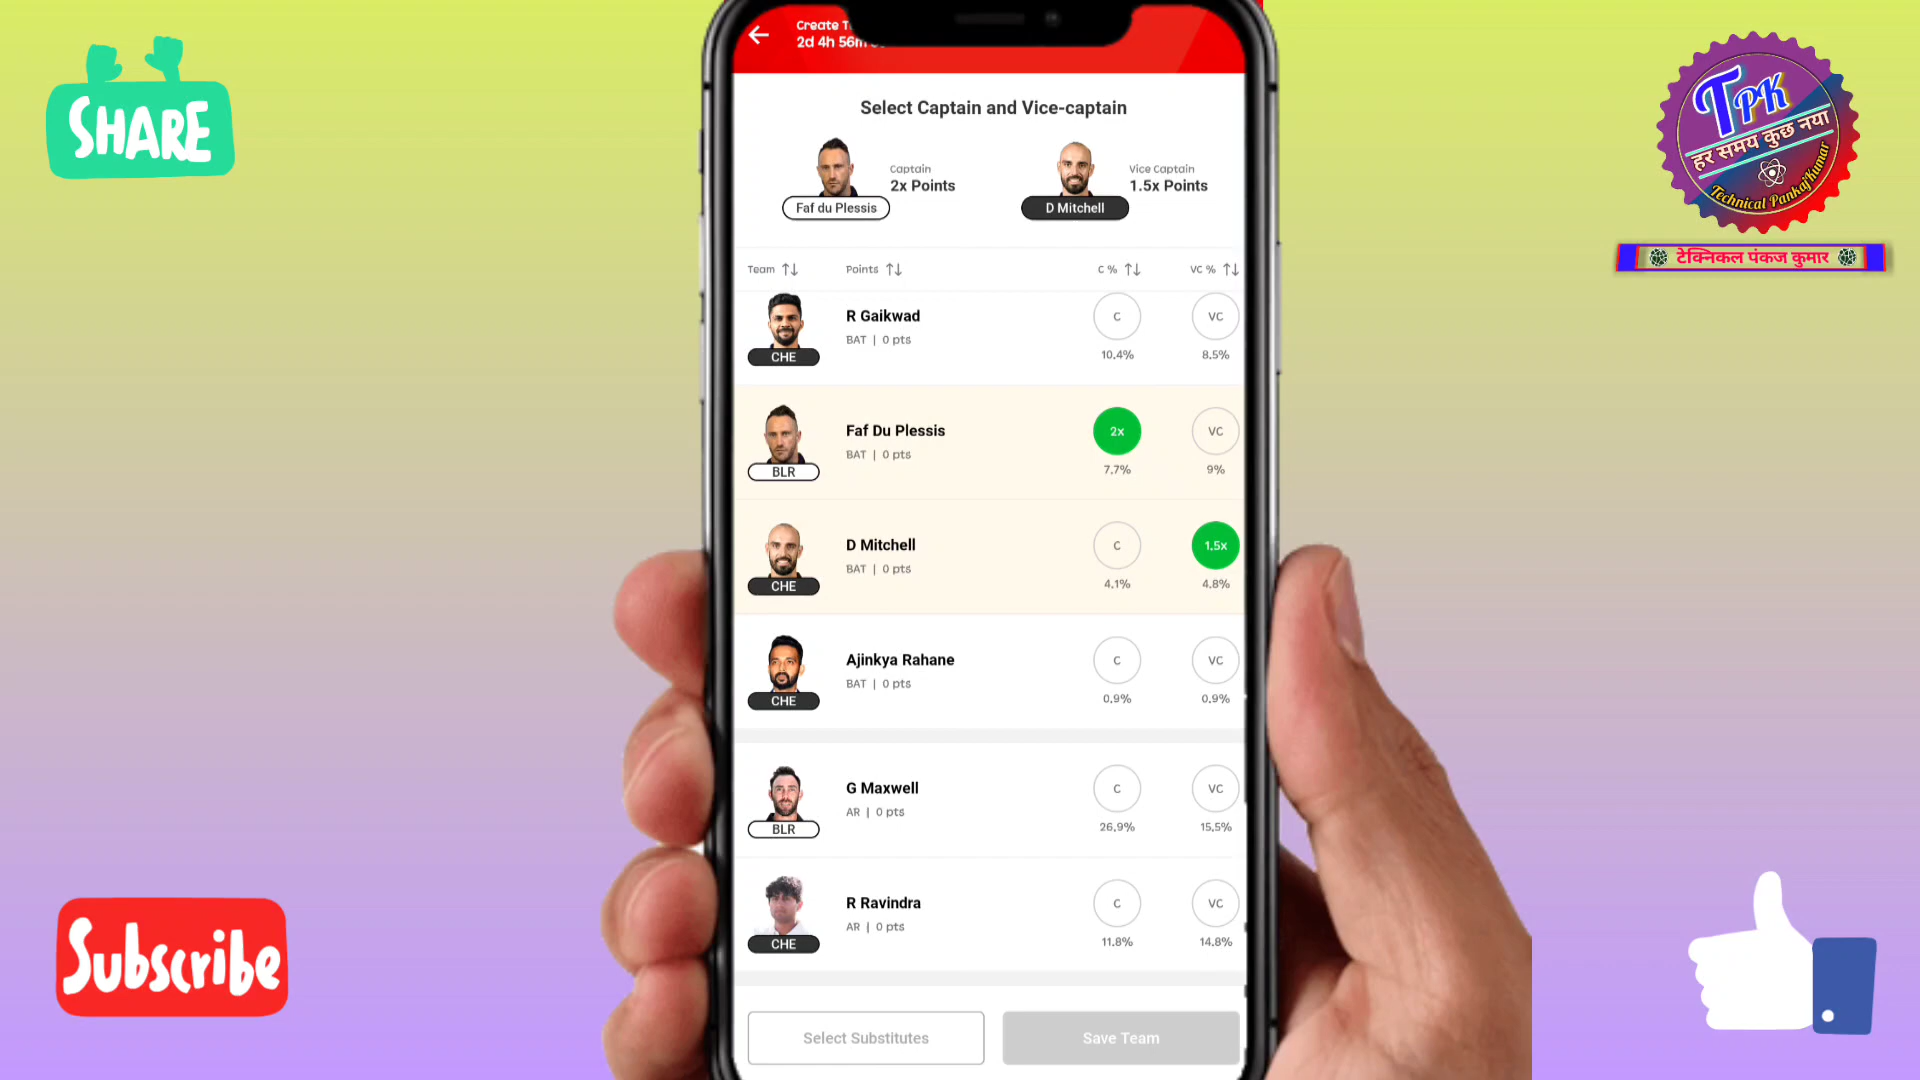 SHARE
Create T
2d 4h 56m
Select Captain and Vice-captain
Captain
2x Points
Faf du Plessis
Vice Captain
1.5x Points
D Mitchell
Team
Points
C %
VC %
R Gaikwad
BAT | 0 pts
CHE
C
10.4%
VC
8.5%
Faf Du Plessis
BAT | 0 pts
BLR
2x
7.7%
VC
9%
D Mitchell
BAT | 0 pts
CHE
C
4.1%
1.5x
4.8%
Ajinkya Rahane
BAT | 0 pts
CHE
C
0.9%
VC
0.9%
G Maxwell
AR | 0 pts
BLR
C
26.9%
VC
15.5%
R Ravindra
AR | 0 pts
CHE
C
11.8%
VC
14.8%
Select Substitutes
Save Team
TPK
हर समय कुछ नया
Technical Pankaj Kumar
टेक्निकल पंकज कुमार
Subscribe